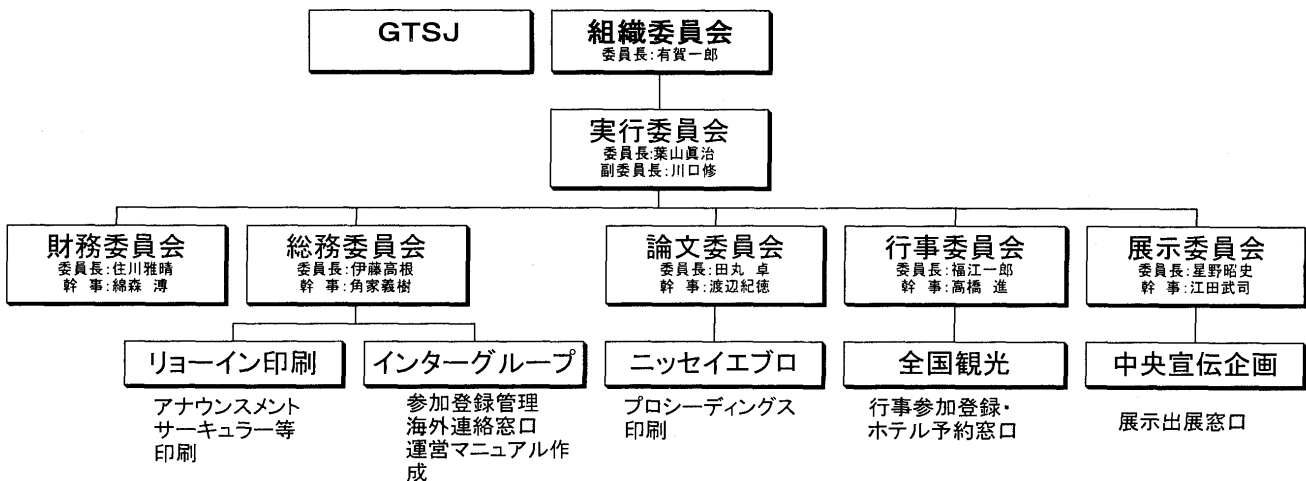 GTSJ
組織委員会
委員長:有賀一郎
実行委員会
委員長:葉山眞治
副委員長:川口修
財務委員会
委員長:住川雅晴
幹 事:綿森 溥
総務委員会
委員長:伊藤高根
幹 事:角家義樹
論文委員会
委員長:田丸 卓
幹 事:渡辺紀徳
行事委員会
委員長:福江一郎
幹 事:高橋 進
展示委員会
委員長:星野昭史
幹 事:江田武司
リョーイン印刷
アナウンスメント
サーキュラー等
印刷
インターグループ
参加登録管理
海外連絡窓口
運営マニュアル作
成
ニッセイエブロ
プロシーディングス
印刷
全国観光
行事参加登録・
ホテル予約窓口
中央宣伝企画
展示出展窓口